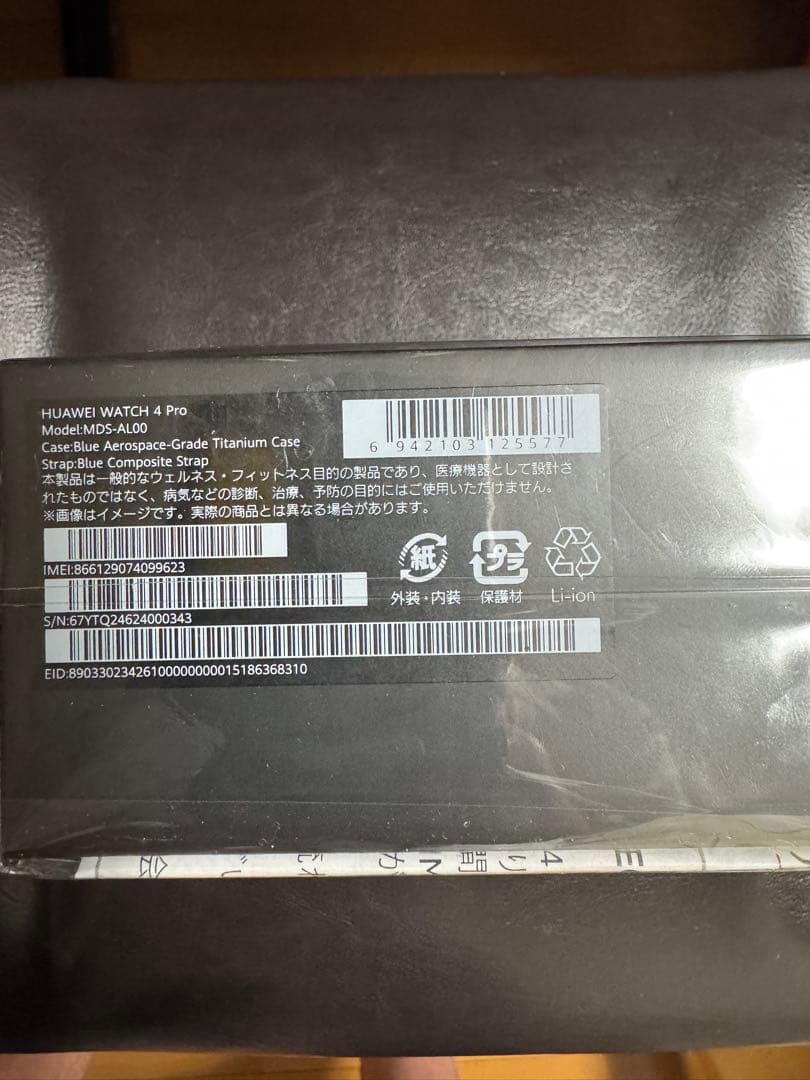 HUAWEI WATCH 4 Pro
Model:MDS-AL00
Case:Blue Aerospace-Grade Titanium Case
Strap:Blue Composite Strap
6 942103 125577
本製品は一般的なウェルネス・フィットネス目的の製品であり、医療機器として設計さ
れたものではなく、病気などの診断、治療、予防の目的にはご使用いただけません。
※画像はイメージです。実際の商品とは異なる場合があります。
IMEI:866129074099623
S/N:67YTQ24624000343
EID:89033023426100000000015186368310
紙
外装・内装
プラ
保護材
Li-ion